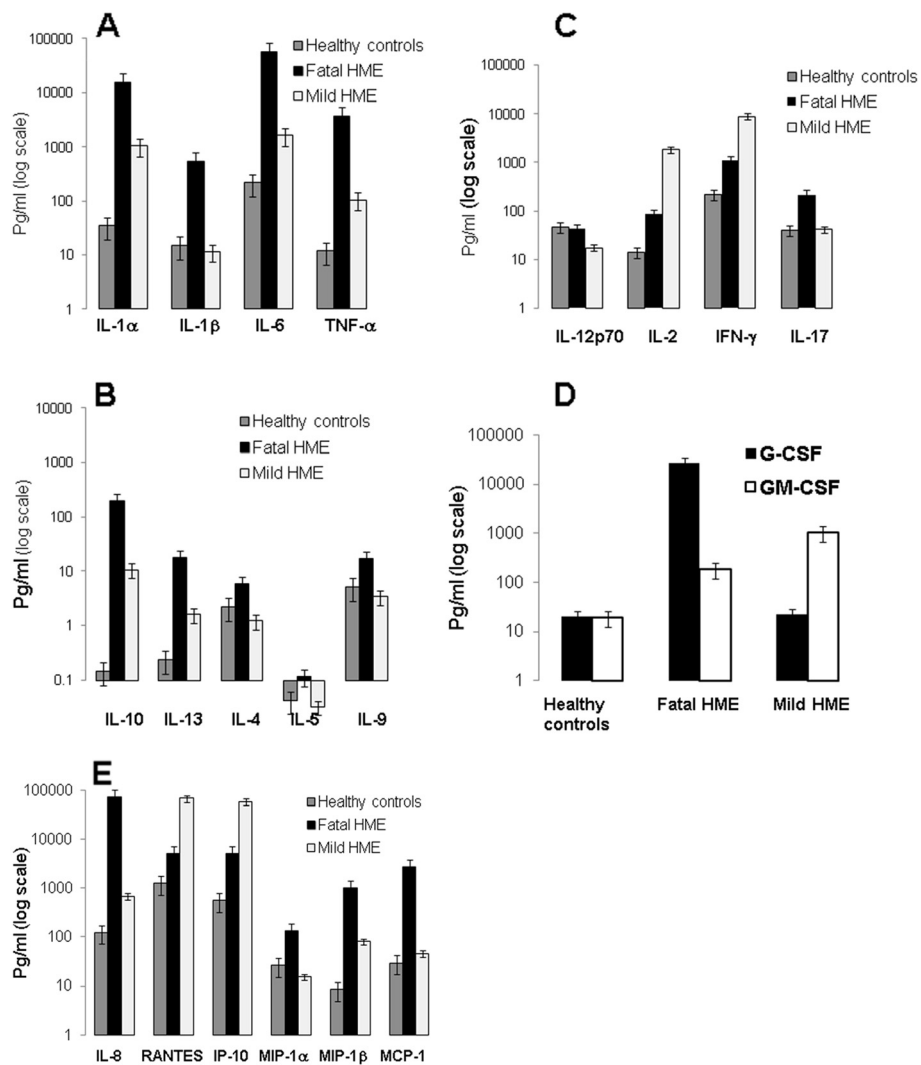 A
100000
10000
1000
100
10
1
Pg/ml (log scale)
Healthy controls
Fatal HME
Mild HME
IL-1α IL-1β IL-6 TNF-α
C
100000
10000
1000
100
10
1
Pg/ml (log scale)
Healthy controls
Fatal HME
Mild HME
IL-12p70 IL-2 IFN-γ IL-17
B
10000
1000
100
10
1
0.1
Pg/ml (log scale)
Healthy controls
Fatal HME
Mild HME
IL-10 IL-13 IL-4 IL-5 IL-9
D
100000
10000
1000
100
10
1
Pg/ml (log scale)
G-CSF
GM-CSF
Healthy Fatal HME Mild HME
controls
E
100000
10000
1000
100
10
1
Pg/ml (log scale)
Healthy controls
Fatal HME
Mild HME
IL-8 RANTES IP-10 MIP-1α MIP-1β MCP-1